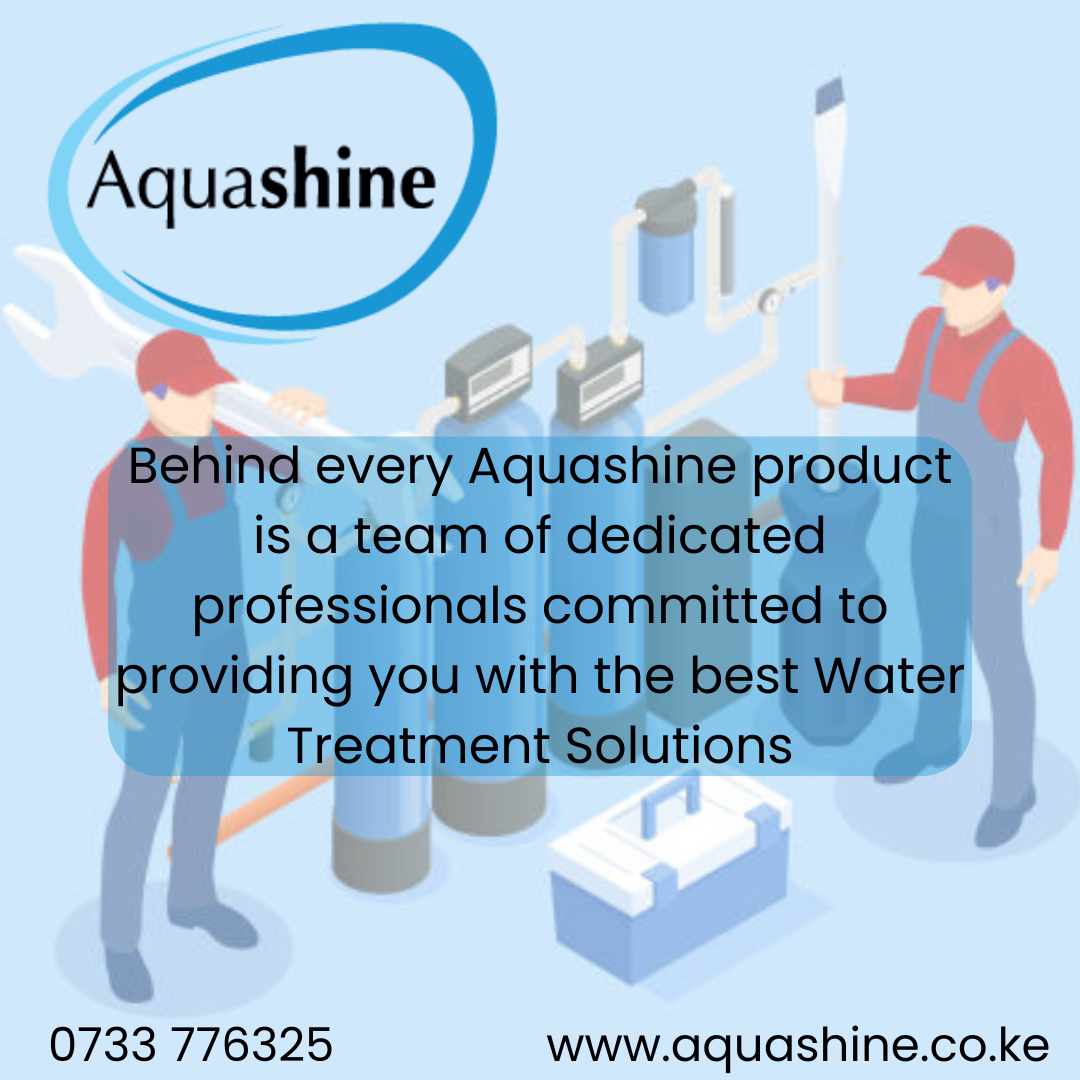 Aquashine
Behind every Aquashine product
is a team of dedicated
professionals committed to
providing you with the best Water
Treatment Solutions
0733 776325
www.aquashine.co.ke